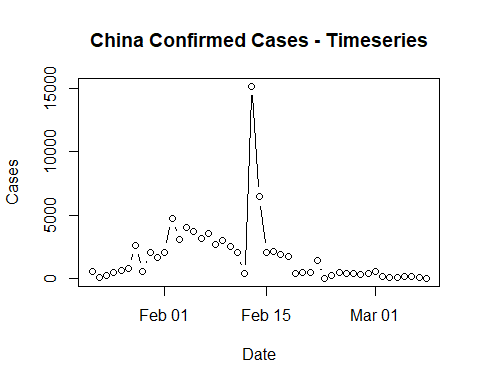 China Confirmed Cases - Timeseries
15000
10000
5000
0
Cases
Feb 01 Feb 15 Mar 01
Date